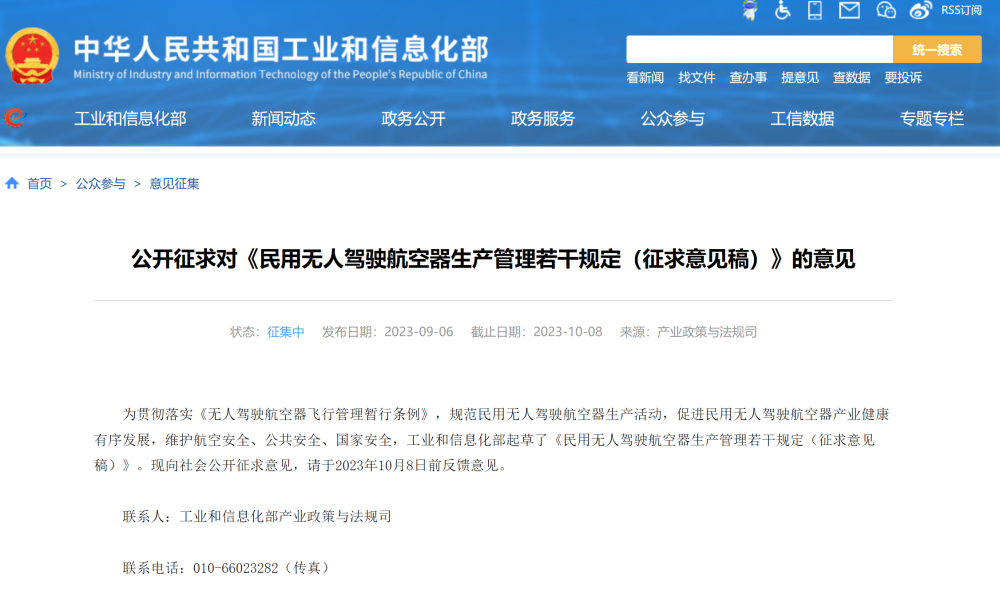 RSS订阅
中华人民共和国工业和信息化部
Ministry of Industry and Information Technology of the People's Republic of China
统一搜索
看新闻 找文件 查办事 提意见 查数据 要投诉
工业和信息化部 新闻动态 政务公开 政务服务 公众参与 工信数据 专题专栏
首页 > 公众参与 > 意见征集
公开征求对《民用无人驾驶航空器生产管理若干规定（征求意见稿）》的意见
状态：征集中 发布日期：2023-09-06 截止日期：2023-10-08 来源：产业政策与法规司
为贯彻落实《无人驾驶航空器飞行管理暂行条例》，规范民用无人驾驶航空器生产活动，促进民用无人驾驶航空器产业健康
有序发展，维护航空安全、公共安全、国家安全，工业和信息化部起草了《民用无人驾驶航空器生产管理若干规定（征求意见
稿）》。现向社会公开征求意见，请于2023年10月8日前反馈意见。
联系人：工业和信息化部产业政策与法规司
联系电话：010-66023282（传真）